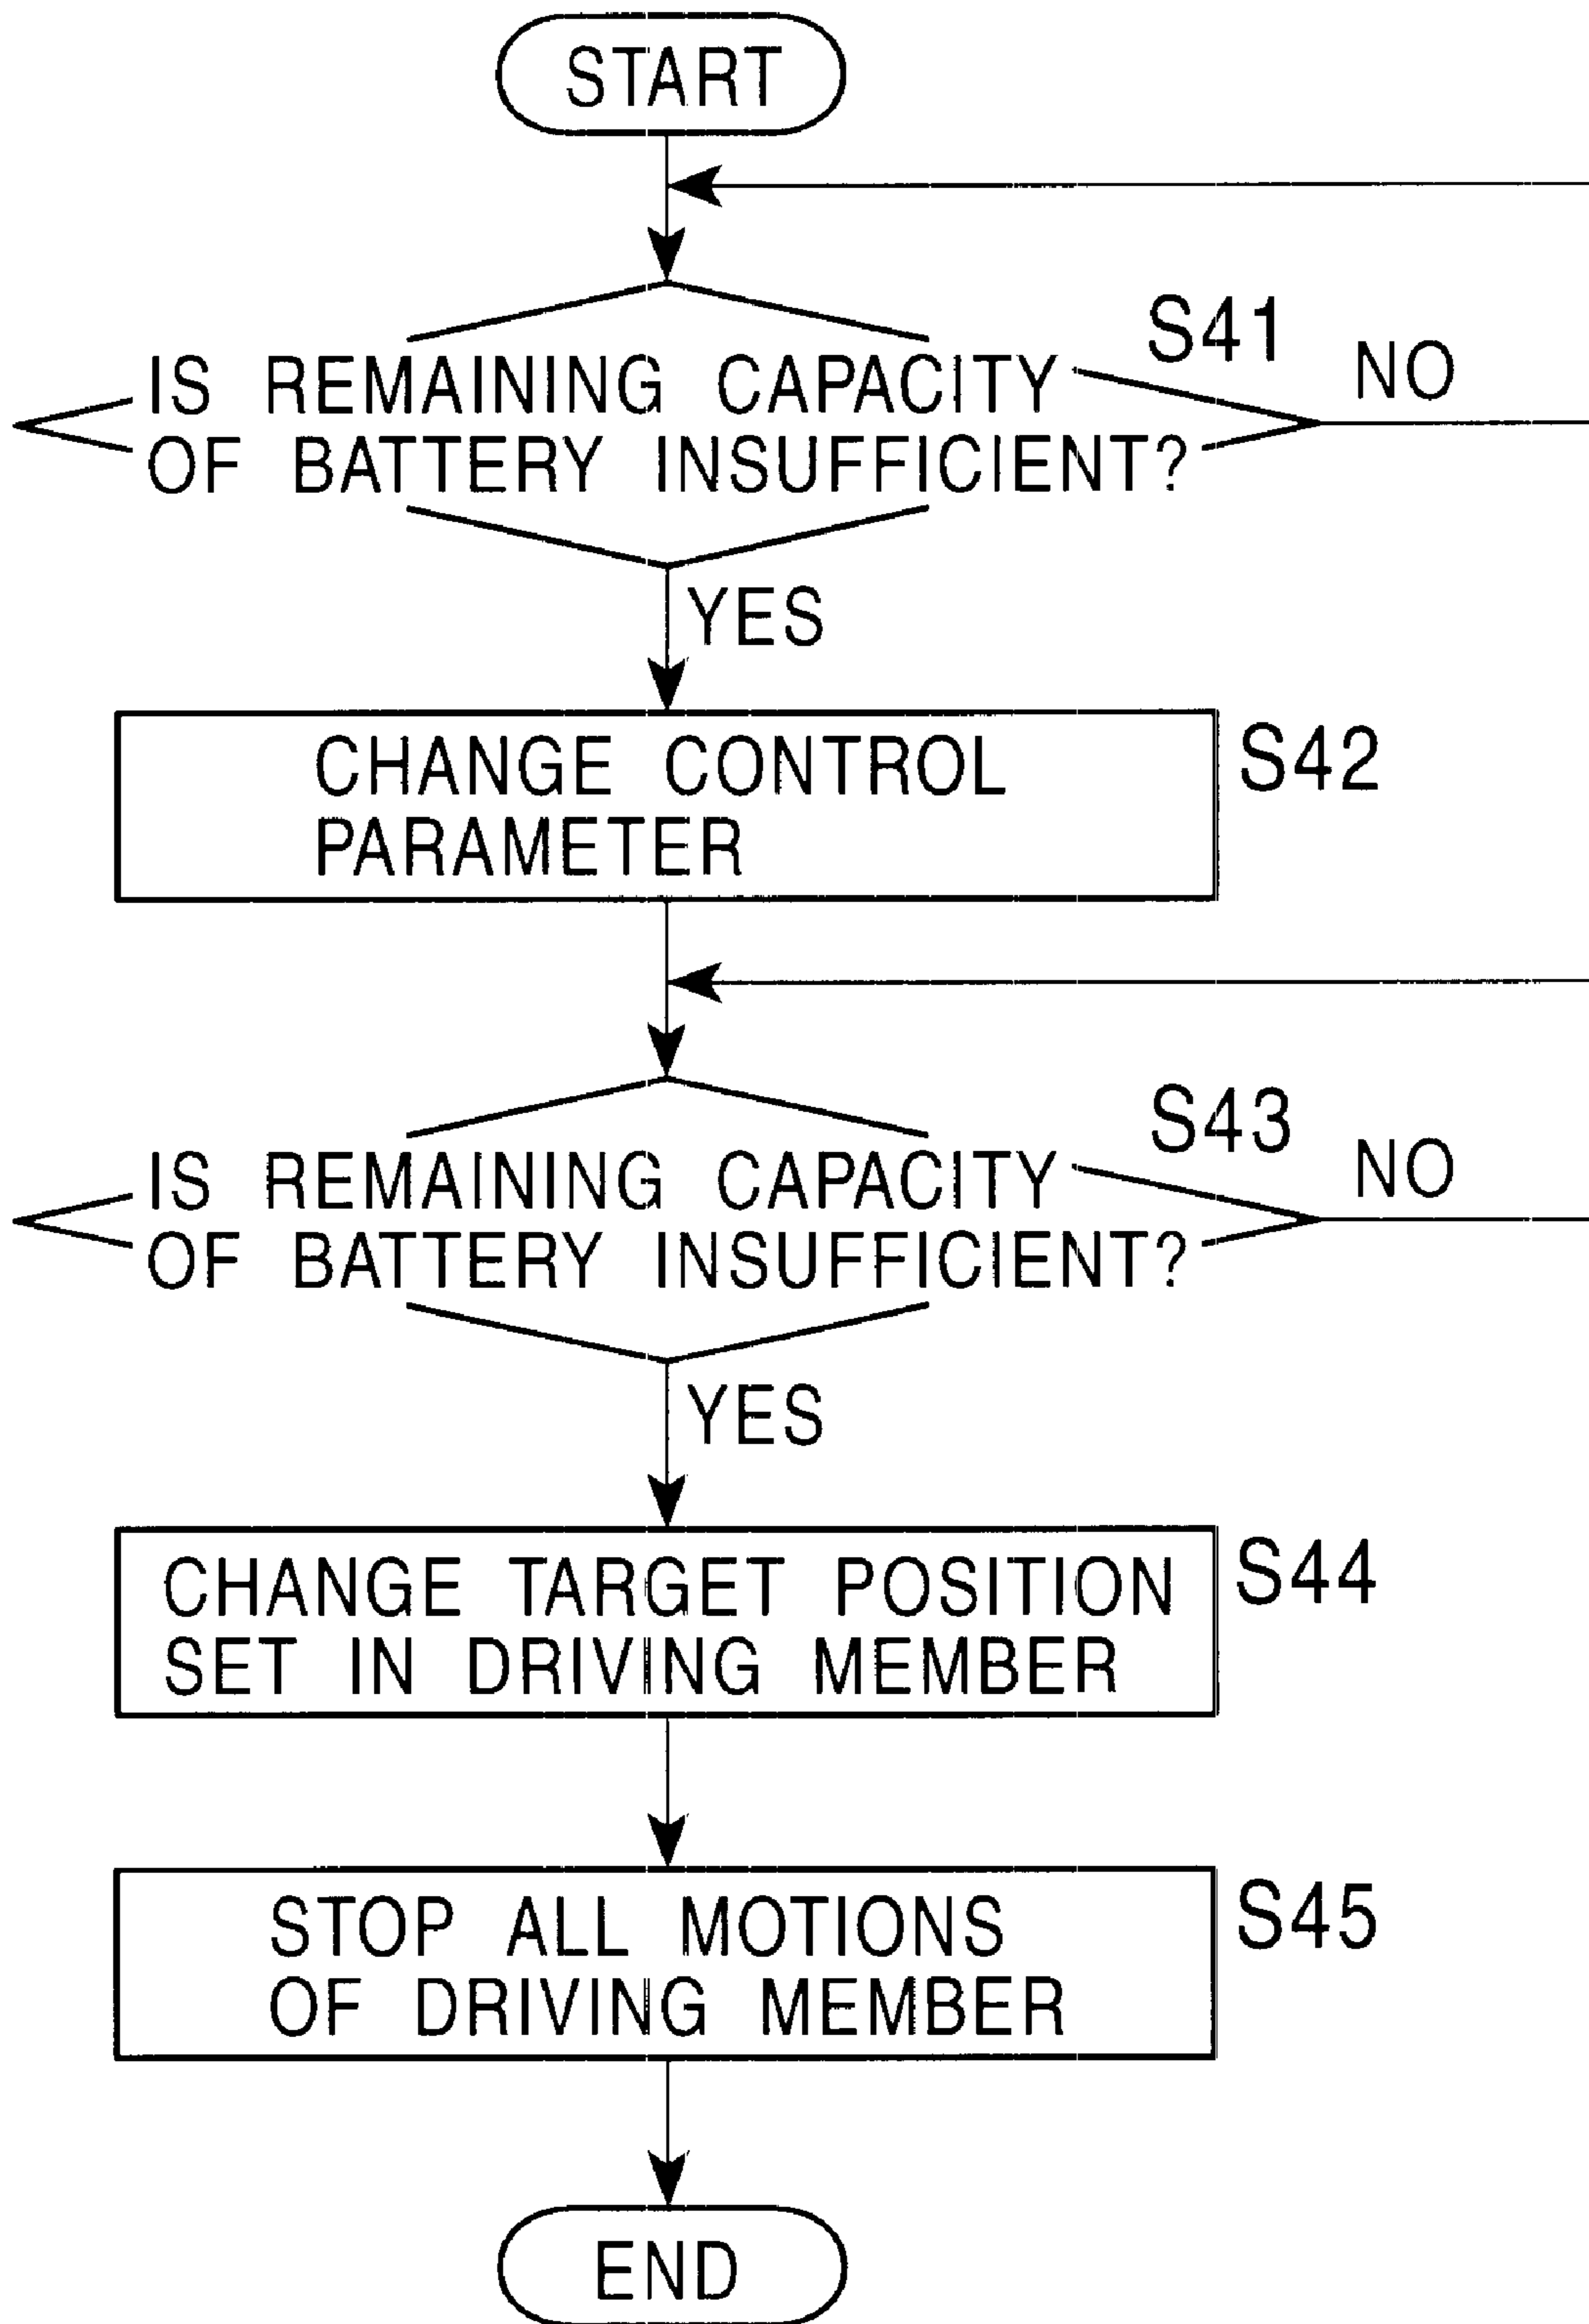 START
S41
NO
IS REMAINING CAPACITY
OF BATTERY INSUFFICIENT?
YES
CHANGE CONTROL
PARAMETER
S42
S43
NO
IS REMAINING CAPACITY
OF BATTERY INSUFFICIENT?
YES
CHANGE TARGET POSITION
SET IN DRIVING MEMBER
S44
STOP ALL MOTIONS
OF DRIVING MEMBER
S45
END